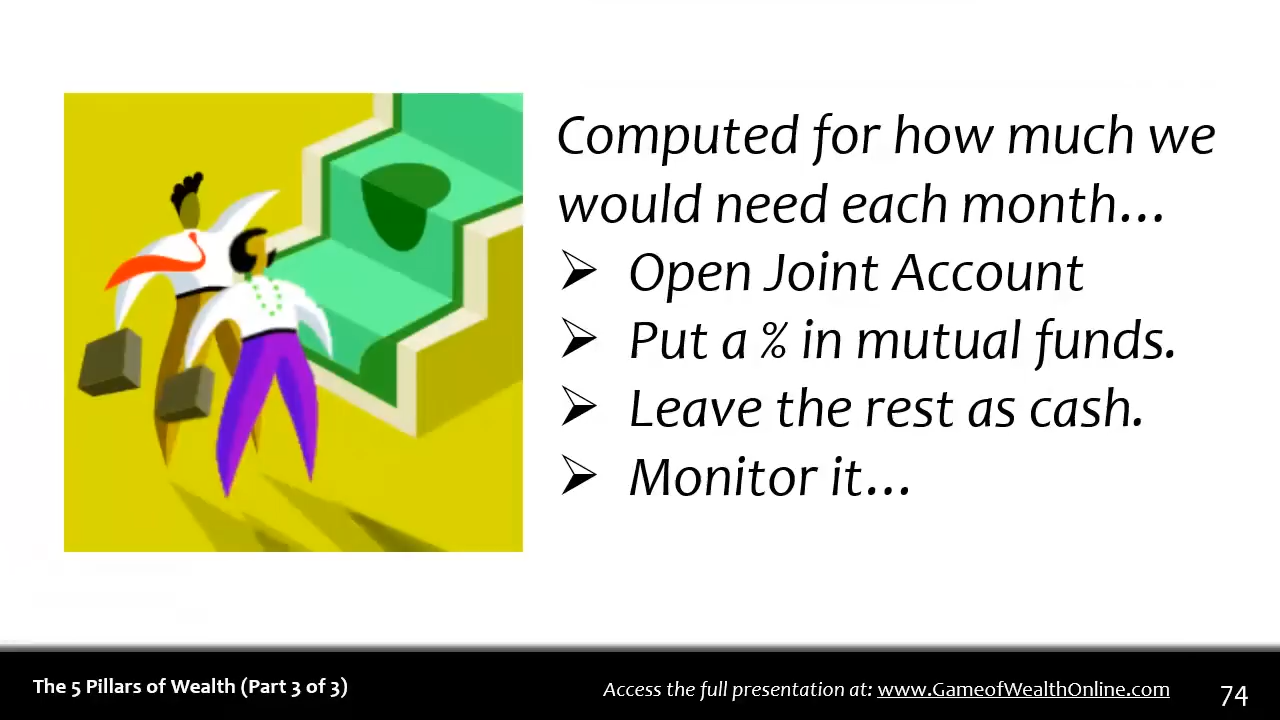 Computed for how much we
would need each month...
➢ Open Joint Account
➢ Put a % in mutual funds.
➢ Leave the rest as cash.
➢ Monitor it...
The 5 Pillars of Wealth (Part 3 of 3)
Access the full presentation at: www.GameofWealthOnline.com
74